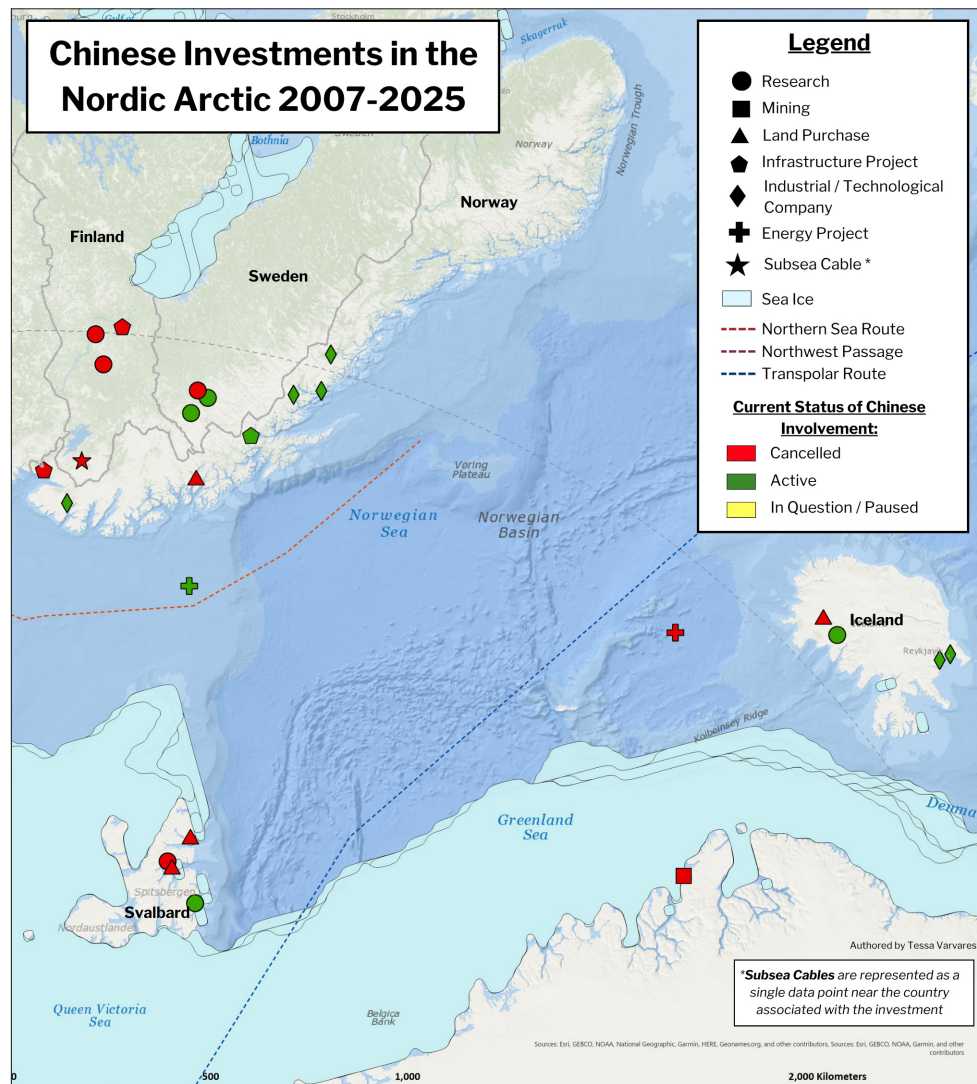 Chinese Investments in the
Nordic Arctic 2007-2025
Legend
Research
Mining
Land Purchase
Infrastructure Project
Industrial / Technological
Company
Energy Project
Subsea Cable *
Sea Ice
Northern Sea Route
Northwest Passage
Transpolar Route
Current Status of Chinese
Involvement:
Cancelled
Active
In Question / Paused
Gulf of
Stockholm
Skagerrak
Bothnia
Sweden
Norway
Norwegian Trough
Norway
Finland
Sweden
Vøring
Plateau
Norwegian
Sea
Norwegian
Basin
Iceland
Reykjavík
Kolbeinsey Ridge
Greenland
Sea
Denma
Spitsbergen
Svalbard
Nordaustlandet
Queen Victoria
Sea
Belgica
Bank
Authored by Tessa Varvares
*Subsea Cables are represented as a
single data point near the country
associated with the investment
Sources: Esri, GEBCO, NOAA, National Geographic, Garmin, HERE, Geonames.org, and other contributors, Sources: Esri, GEBCO, NOAA, Garmin, and other
contributors
0 500 1,000 2,000 Kilometers